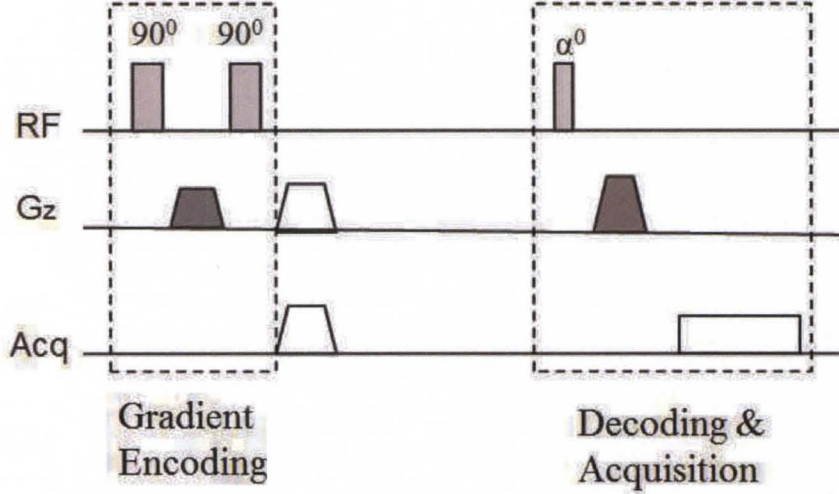 90⁰ 90⁰ α⁰
RF
Gz
Acq
Gradient
Encoding
Decoding &
Acquisition